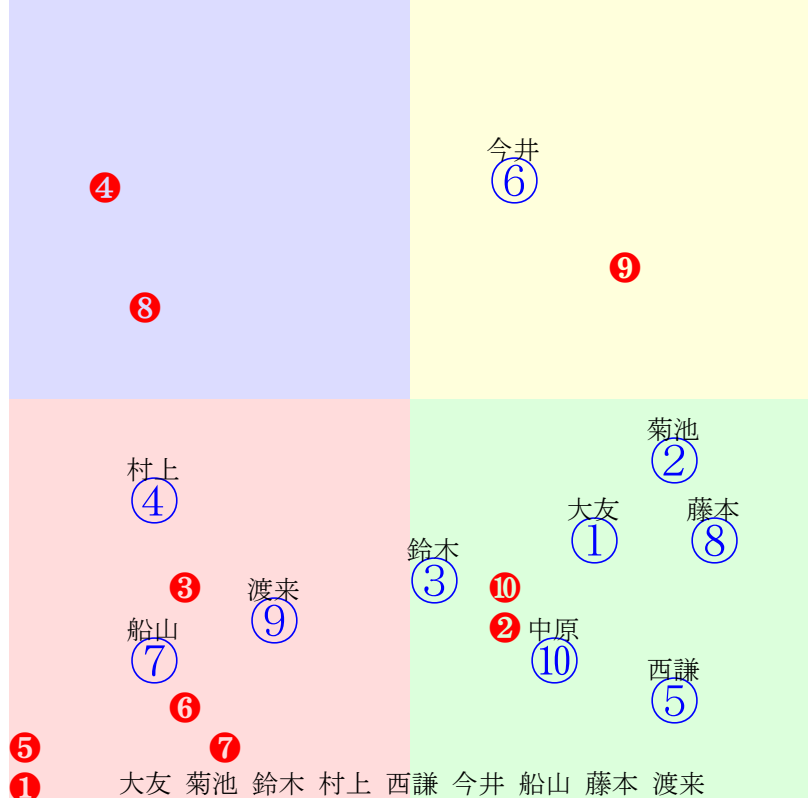 今井
⑥
❹
❾
❽
菊池
②
村上
④
大友
①
藤本
⑧
鈴木
③
❸
❿
渡来
⑨
船山
⑦
❷
中原
⑩
西謙
⑤
❻
❺
❼
❶
大友 菊池 鈴木 村上 西謙 今井 船山 藤本 渡来